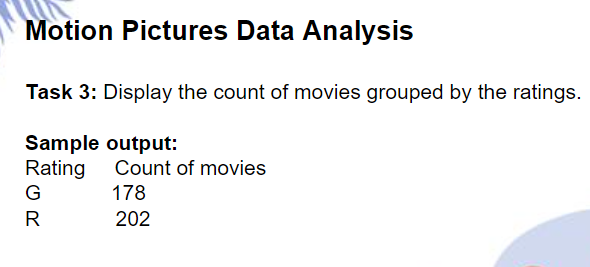 Motion Pictures Data Analysis
Task 3: Display the count of movies grouped by the ratings.
Sample output:
Rating Count of movies
G 178
R 202